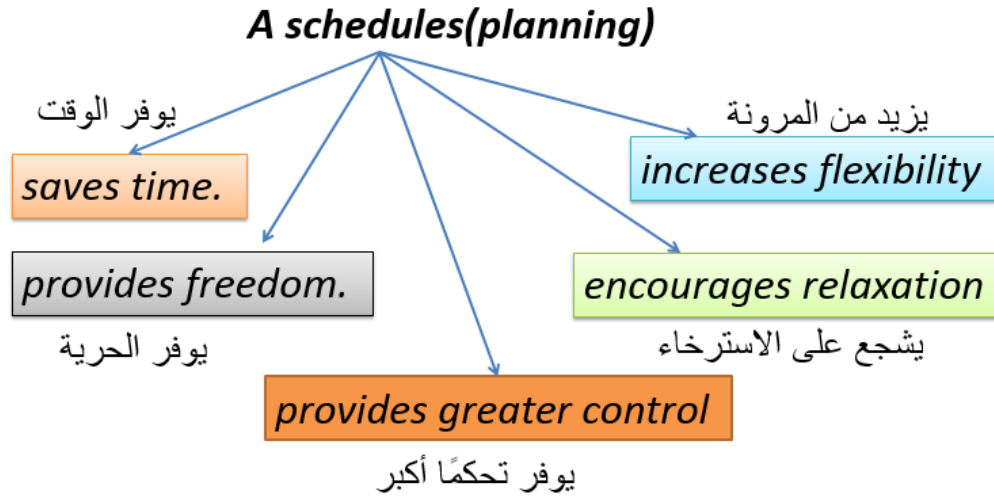 A schedules(planning)
يوفر الوقت
saves time.
يزيد من المرونة
increases flexibility
provides freedom.
يوفر الحرية
encourages relaxation
يشجع على الاسترخاء
provides greater control
يوفر تحكمًا أكبر